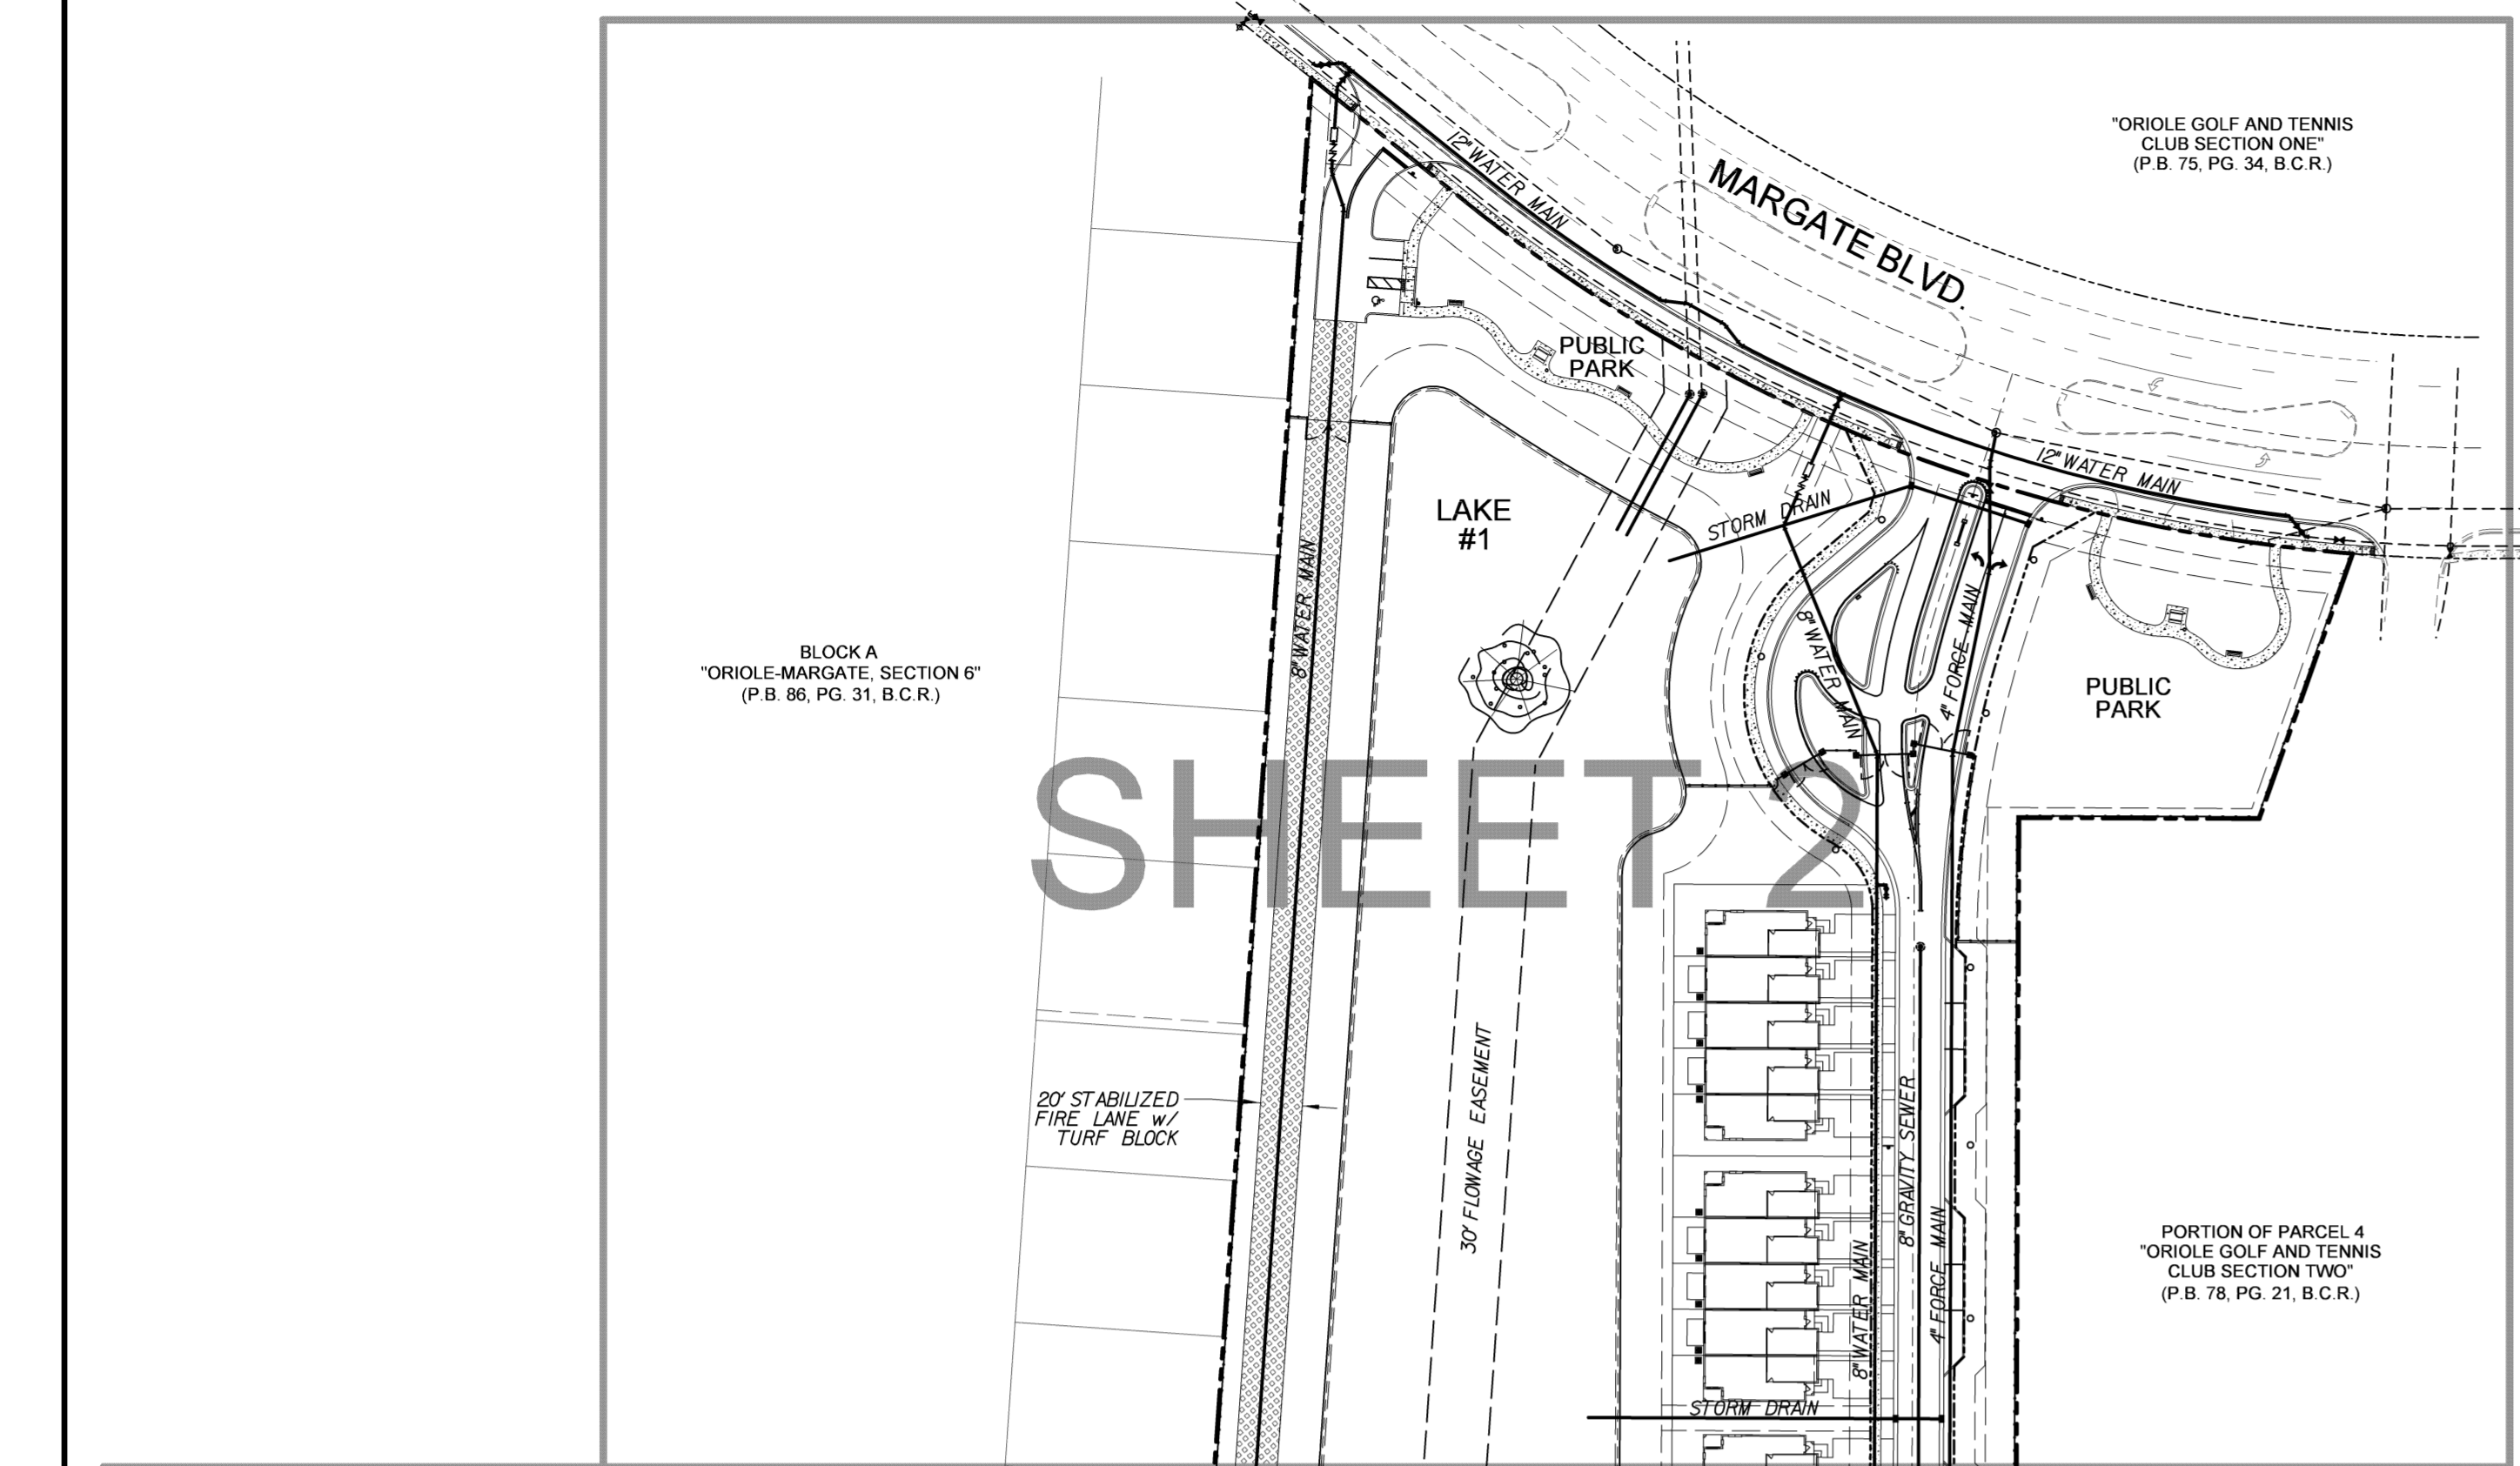 "ORIOLE GOLF AND TENNIS
CLUB SECTION ONE"
(P.B. 75, PG. 34, B.C.R.)
12" WATER MAIN
MARGATE BLVD.
PUBLIC
PARK
12" WATER MAIN
LAKE
#1
STORM DRAIN
8" WATER MAIN
8" WATER MAIN
4" FORCE MAIN
BLOCK A
"ORIOLE-MARGATE, SECTION 6"
(P.B. 86, PG. 31, B.C.R.)
PUBLIC
PARK
SHEET 2
20' STABILIZED
FIRE LANE w/
TURF BLOCK
30' FLOWAGE EASEMENT
8" GRAVITY SEWER
8" WATER MAIN
4" FORCE MAIN
PORTION OF PARCEL 4
"ORIOLE GOLF AND TENNIS
CLUB SECTION TWO"
(P.B. 78, PG. 21, B.C.R.)
STORM DRAIN